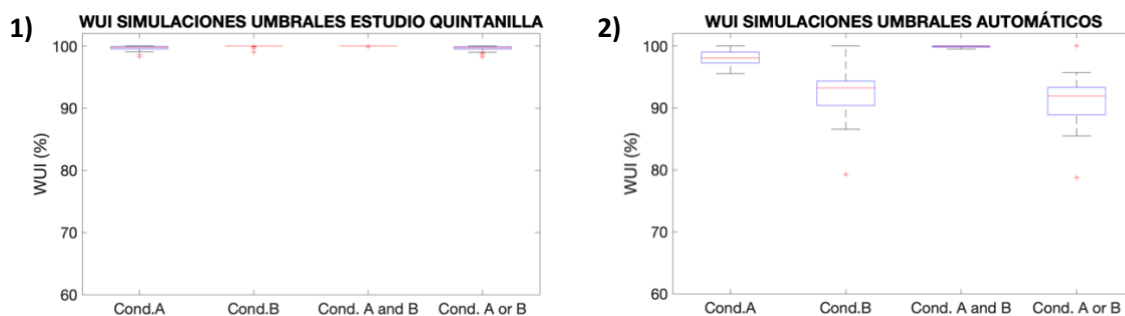 1)
WUI SIMULACIONES UMBRALES ESTUDIO QUINTANILLA
100
90
80
70
60
WUI (%)
Cond.A
Cond.B
Cond. A and B
Cond. A or B
2)
WUI SIMULACIONES UMBRALES AUTOMÁTICOS
100
90
80
70
60
WUI (%)
Cond.A
Cond.B
Cond. A and B
Cond. A or B